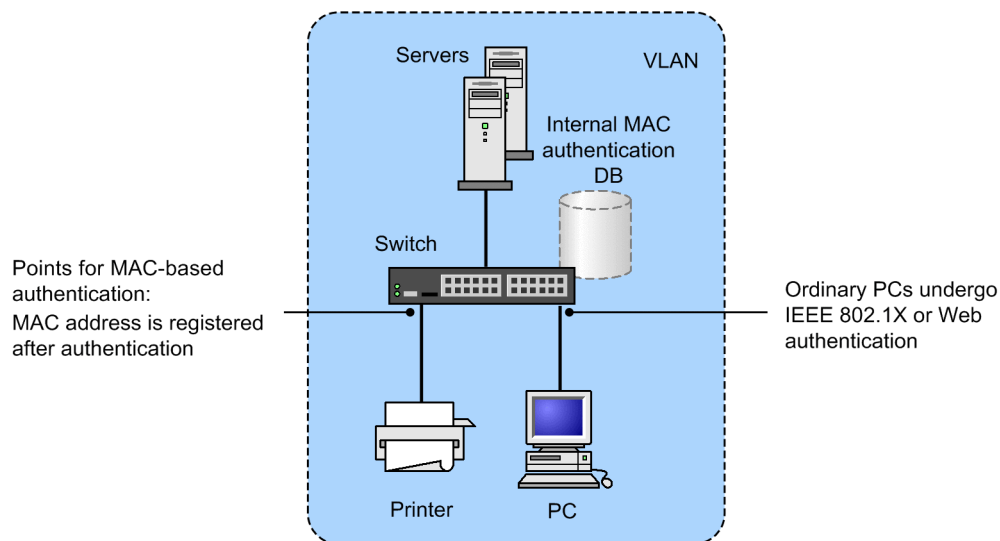 Servers
VLAN
Internal MAC
authentication
DB
Switch
Points for MAC-based
authentication:
MAC address is registered
after authentication
Ordinary PCs undergo
IEEE 802.1X or Web
authentication
Printer
PC